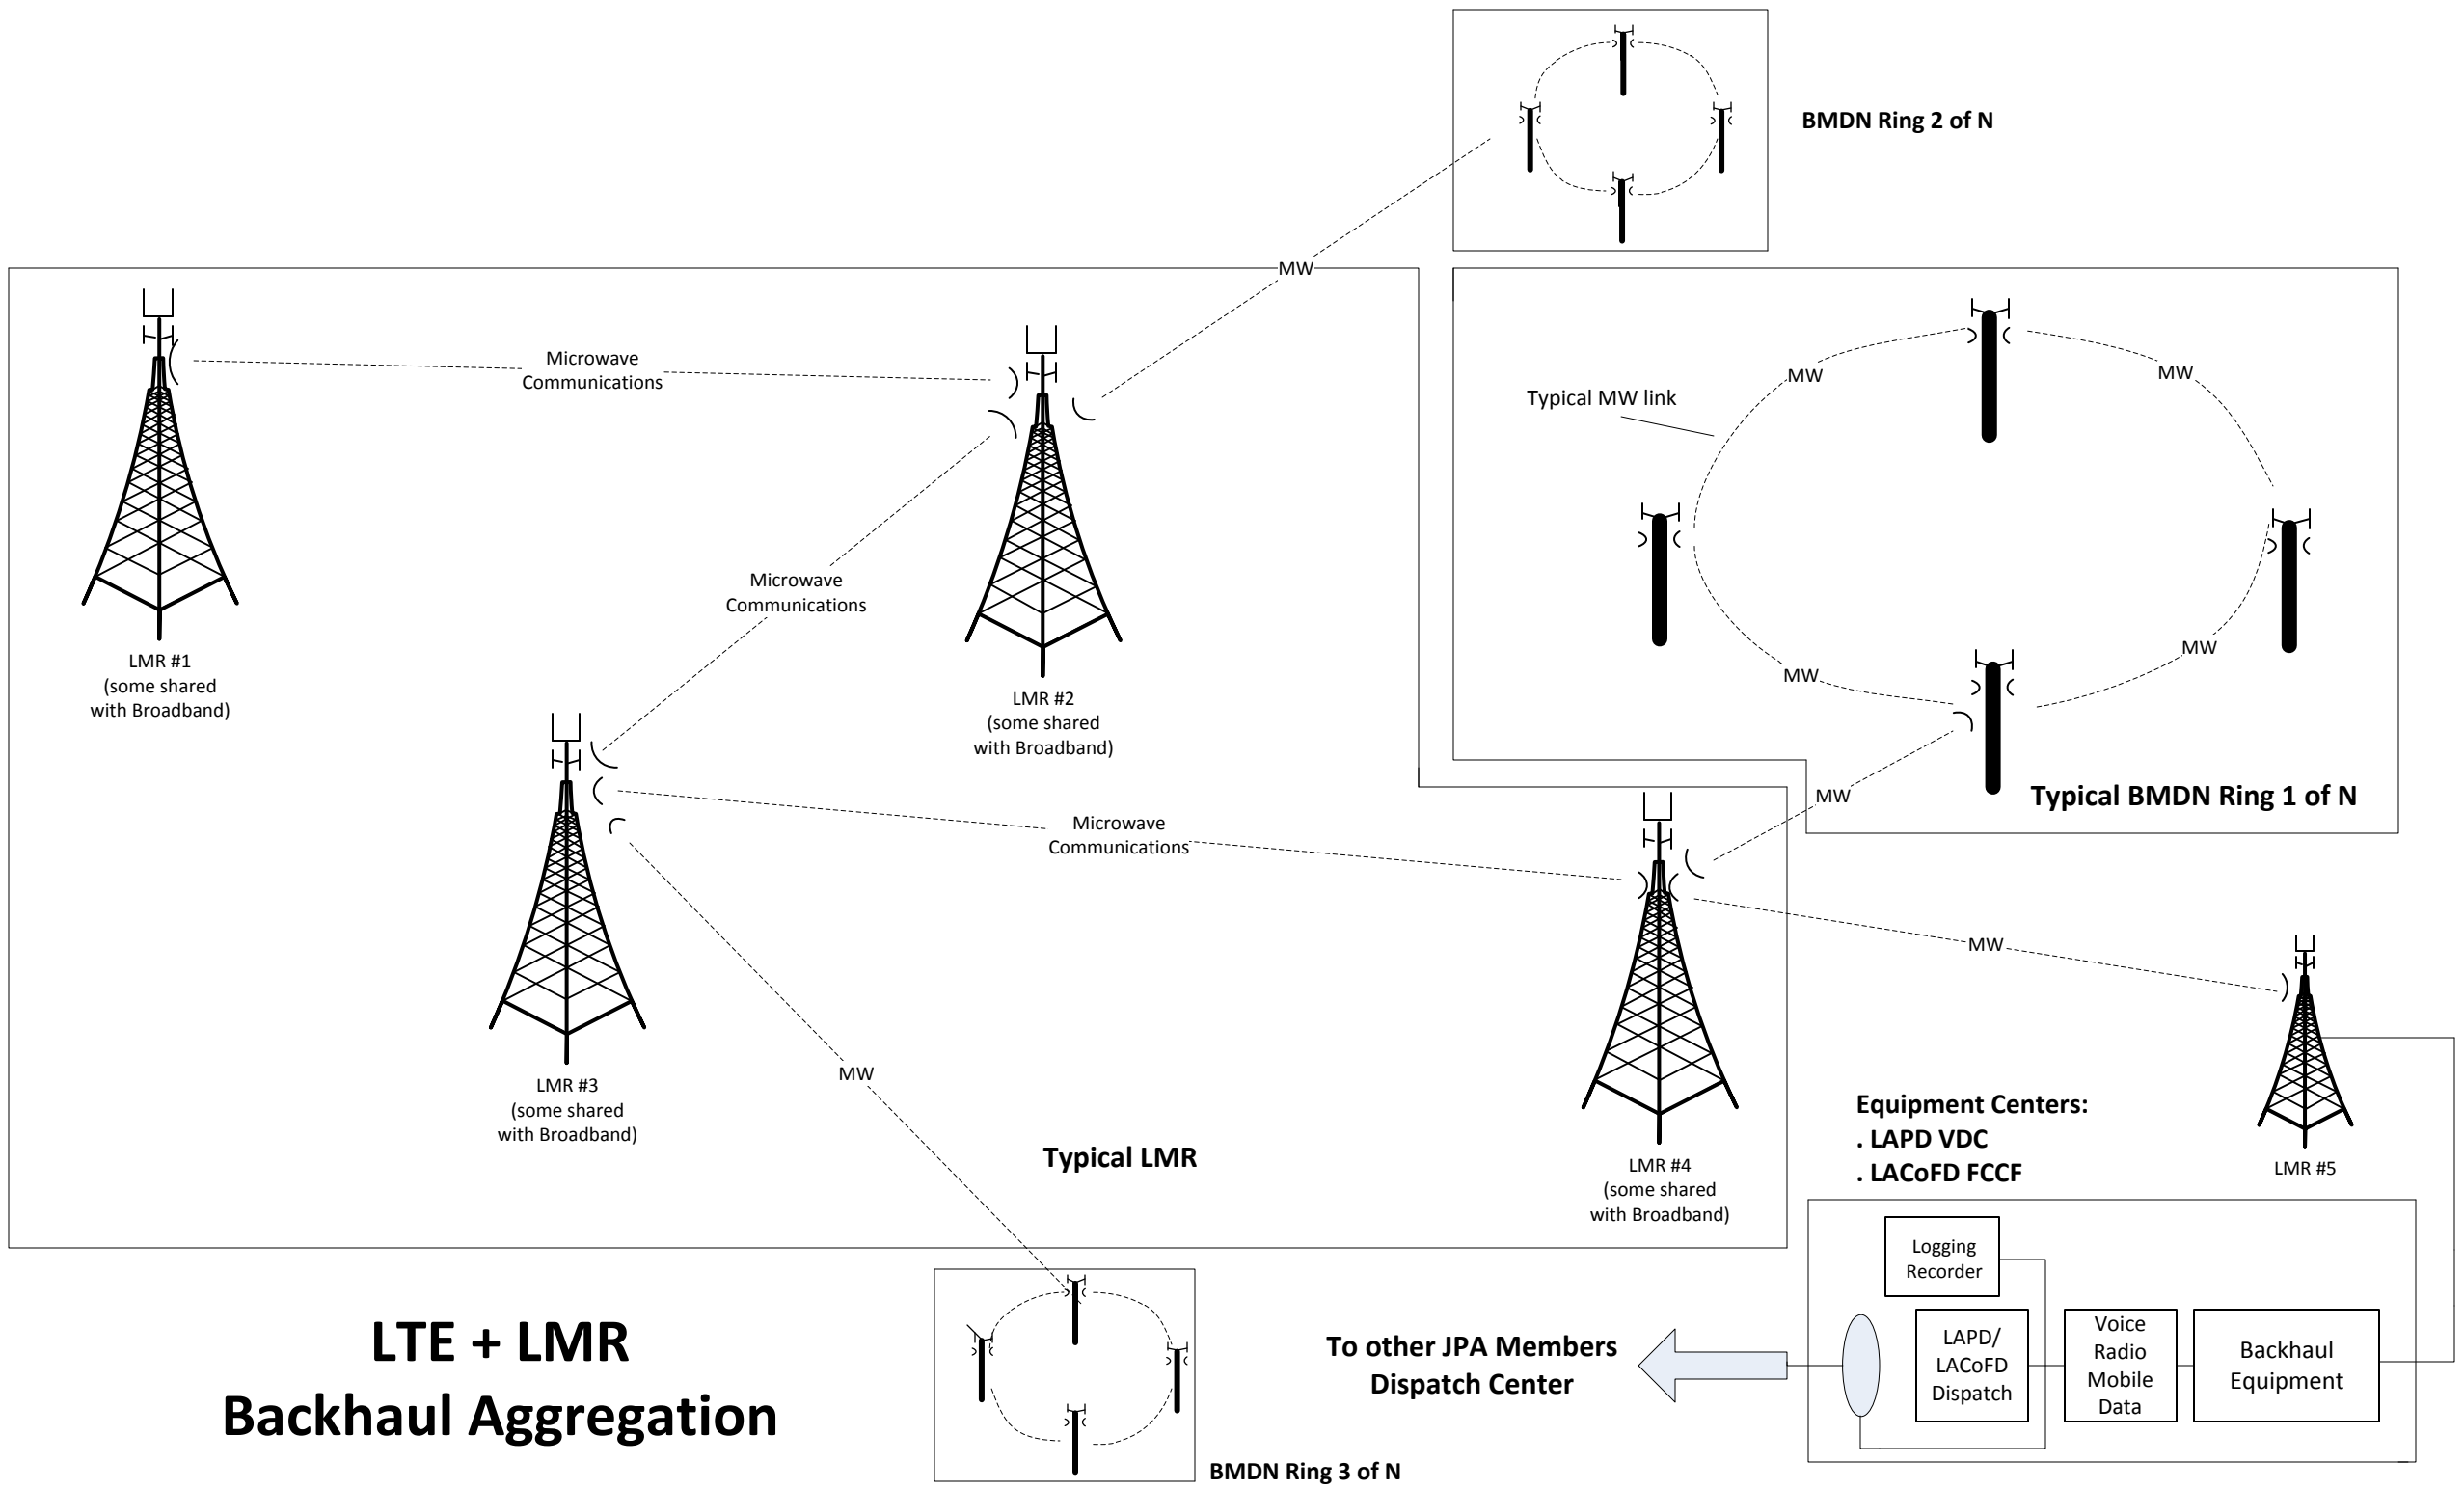 BMDN Ring 2 of N
MW
Microwave
Communications
MW
MW
Typical MW link
Microwave
Communications
LMR #1
(some shared
with Broadband)
LMR #2
(some shared
with Broadband)
MW
MW
MW
Typical BMDN Ring 1 of N
Microwave
Communications
MW
MW
LMR #3
(some shared
with Broadband)
Typical LMR
LMR #4
(some shared
with Broadband)
Equipment Centers:
. LAPD VDC
. LACoFD FCCF
LMR #5
LTE + LMR
Backhaul Aggregation
BMDN Ring 3 of N
To other JPA Members
Dispatch Center
Logging
Recorder
LAPD/
LACoFD
Dispatch
Voice
Radio
Mobile
Data
Backhaul
Equipment